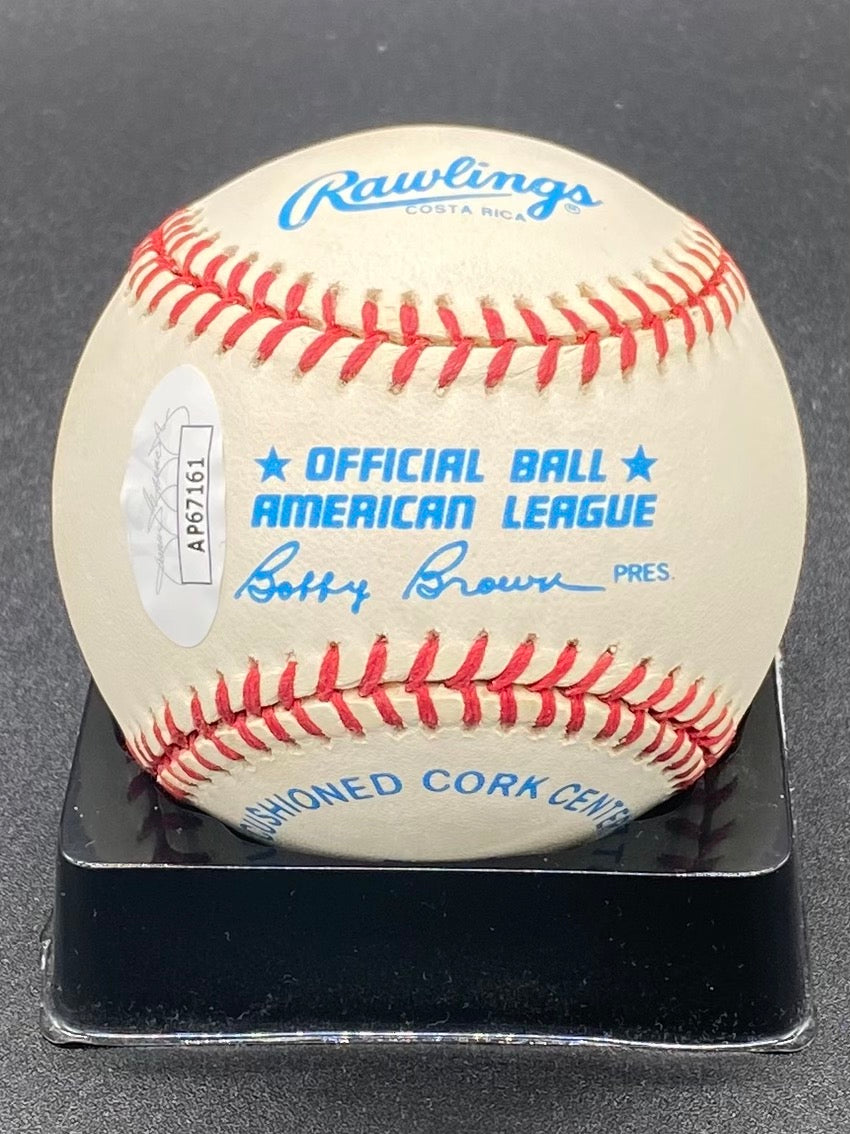 Rawlings®
COSTA RICA
★ OFFICIAL BALL ★
AMERICAN LEAGUE
Bobby Brown PRES.
AP67161
CUSHIONED CORK CENTER